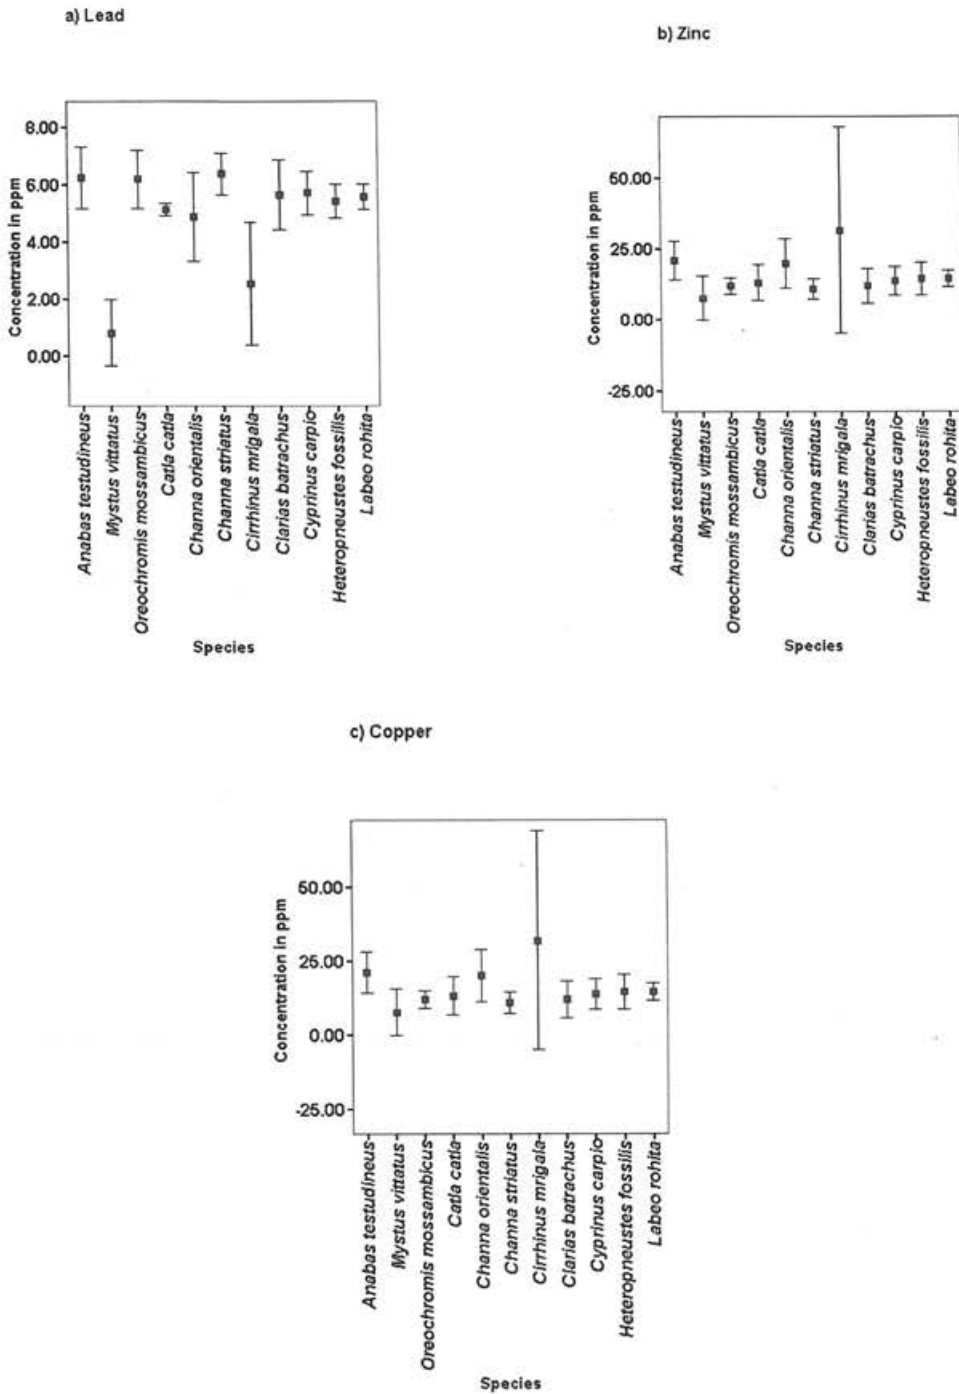 a) Lead
Concentration in ppm
8.00
6.00
4.00
2.00
0.00
Anabas testudineus
Mystus vittatus
Oreochromis mossambicus
Catla catla
Channa orientalis
Channa striatus
Cirrhinus mrigala
Clarias batrachus
Cyprinus carpio
Heteropneustes fossilis
Labeo rohita
Species
b) Zinc
Concentration in ppm
50.00
25.00
0.00
-25.00
Anabas testudineus
Mystus vittatus
Oreochromis mossambicus
Catla catla
Channa orientalis
Channa striatus
Cirrhinus mrigala
Clarias batrachus
Cyprinus carpio
Heteropneustes fossilis
Labeo rohita
Species
c) Copper
Concentration in ppm
50.00
25.00
0.00
-25.00
Anabas testudineus
Mystus vittatus
Oreochromis mossambicus
Catla catla
Channa orientalis
Channa striatus
Cirrhinus mrigala
Clarias batrachus
Cyprinus carpio
Heteropneustes fossilis
Labeo rohita
Species